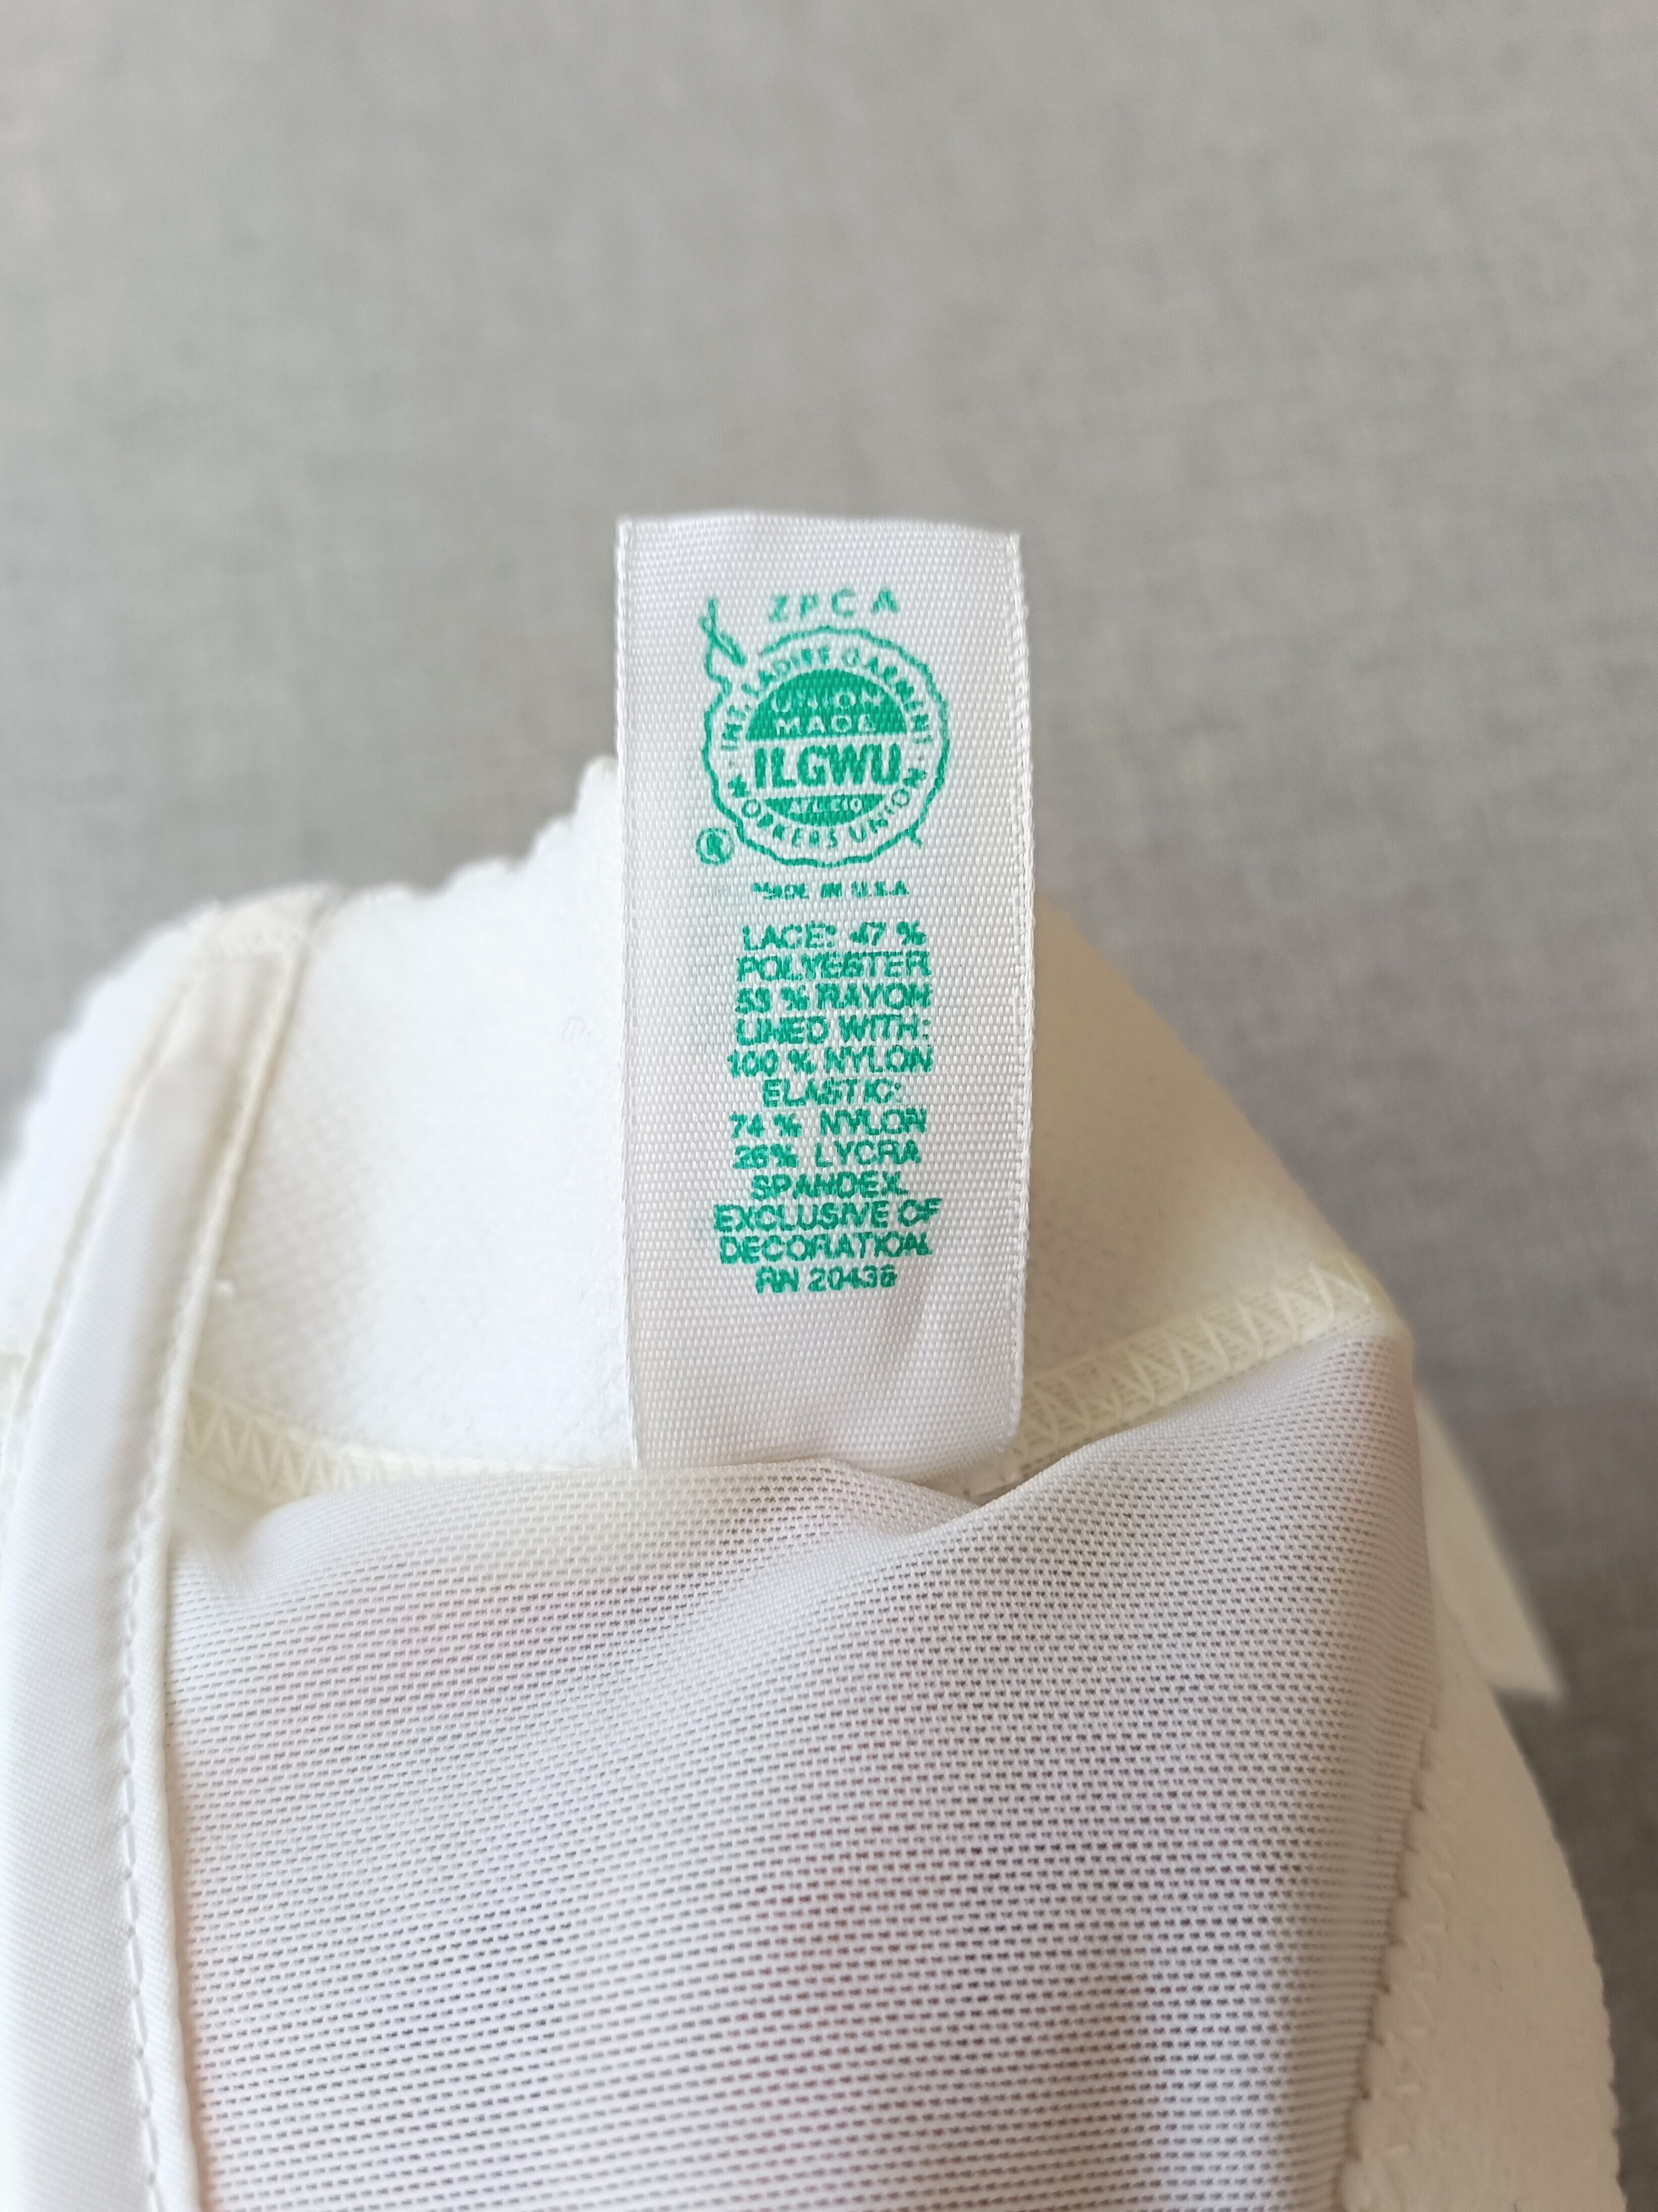 ZPCA
INT. LADIES GARMENT
UNION
MADE
ILGWU
AFL CIO
WORKERS UNION
®
MADE IN U.S.A
LACE: 47 %
POLYESTER
53 % RAYON
LINED WITH:
100 % NYLON
ELASTIC:
74 % NYLON
26% LYCRA
SPANDEX
EXCLUSIVE OF
DECORATION
RN 20436